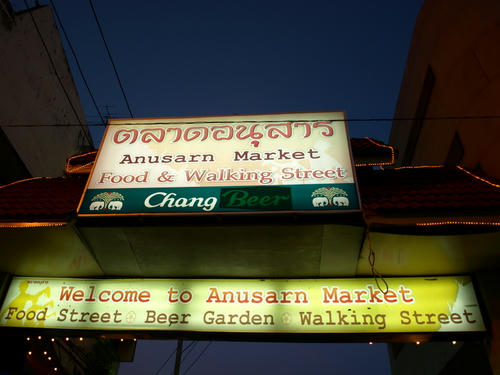 ตลาดอนุสาร
Anusarn Market
Food & Walking Street
Chang Beer
Welcome to Anusarn Market
Food Street Beer Garden Walking Street